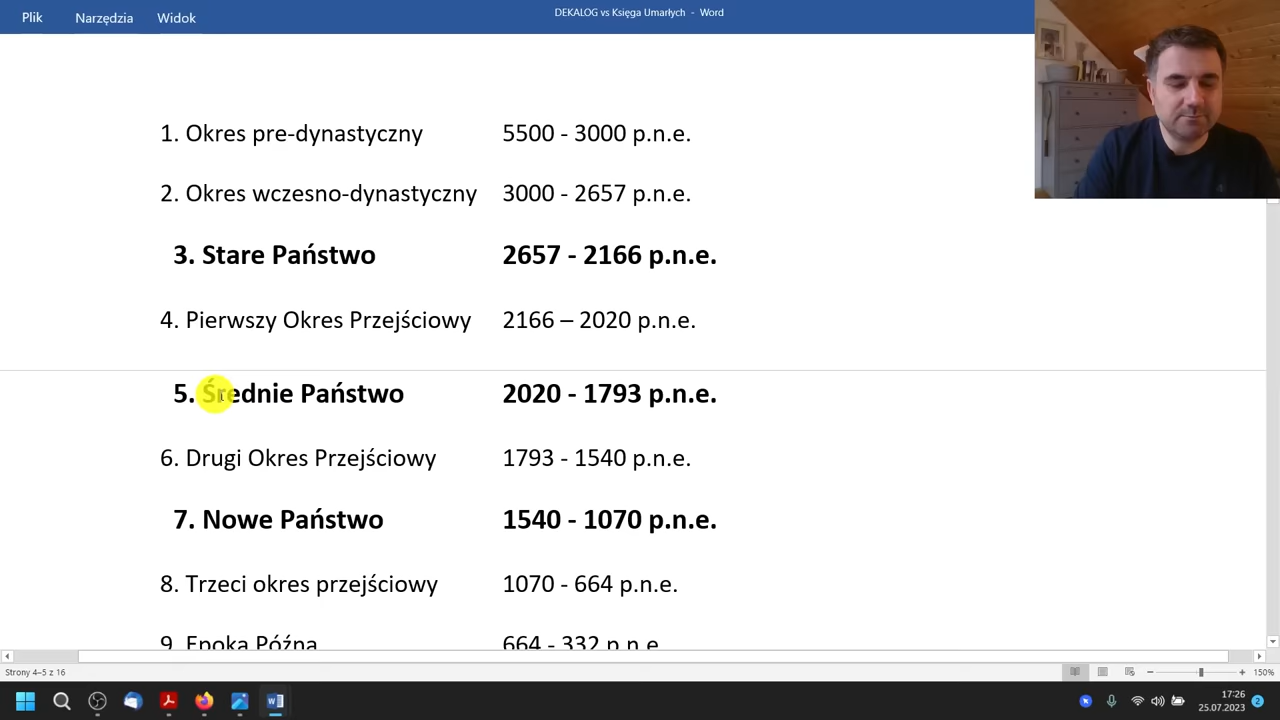 DEKALOG vs Księga Umarłych - Word
Plik Narzędzia Widok
1. Okres pre-dynastyczny 5500 - 3000 p.n.e.
2. Okres wczesno-dynastyczny 3000 - 2657 p.n.e.
3. Stare Państwo 2657 - 2166 p.n.e.
4. Pierwszy Okres Przejściowy 2166 – 2020 p.n.e.
5. Średnie Państwo 2020 - 1793 p.n.e.
6. Drugi Okres Przejściowy 1793 - 1540 p.n.e.
7. Nowe Państwo 1540 - 1070 p.n.e.
8. Trzeci okres przejściowy 1070 - 664 p.n.e.
9. Epoka Późna 664 - 332 p.n.e.
Strony 4–5 z 16 150%
17:26
25.07.2023 2